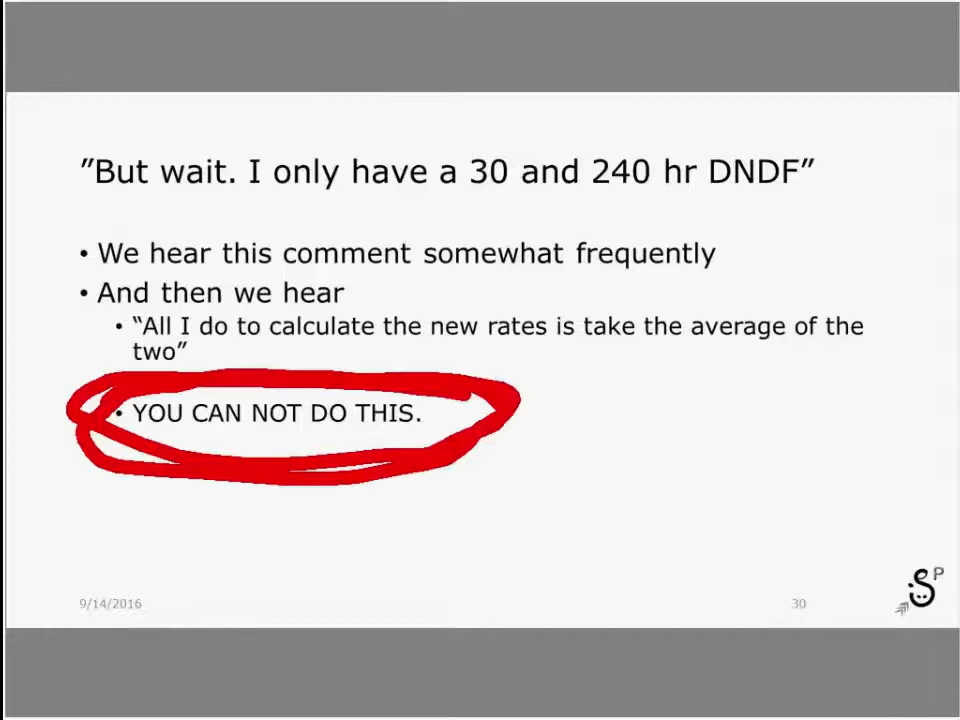 ”But wait. I only have a 30 and 240 hr DNDF”
• We hear this comment somewhat frequently
• And then we hear
• “All I do to calculate the new rates is take the average of the
two”
• YOU CAN NOT DO THIS.
9/14/2016
30
S P